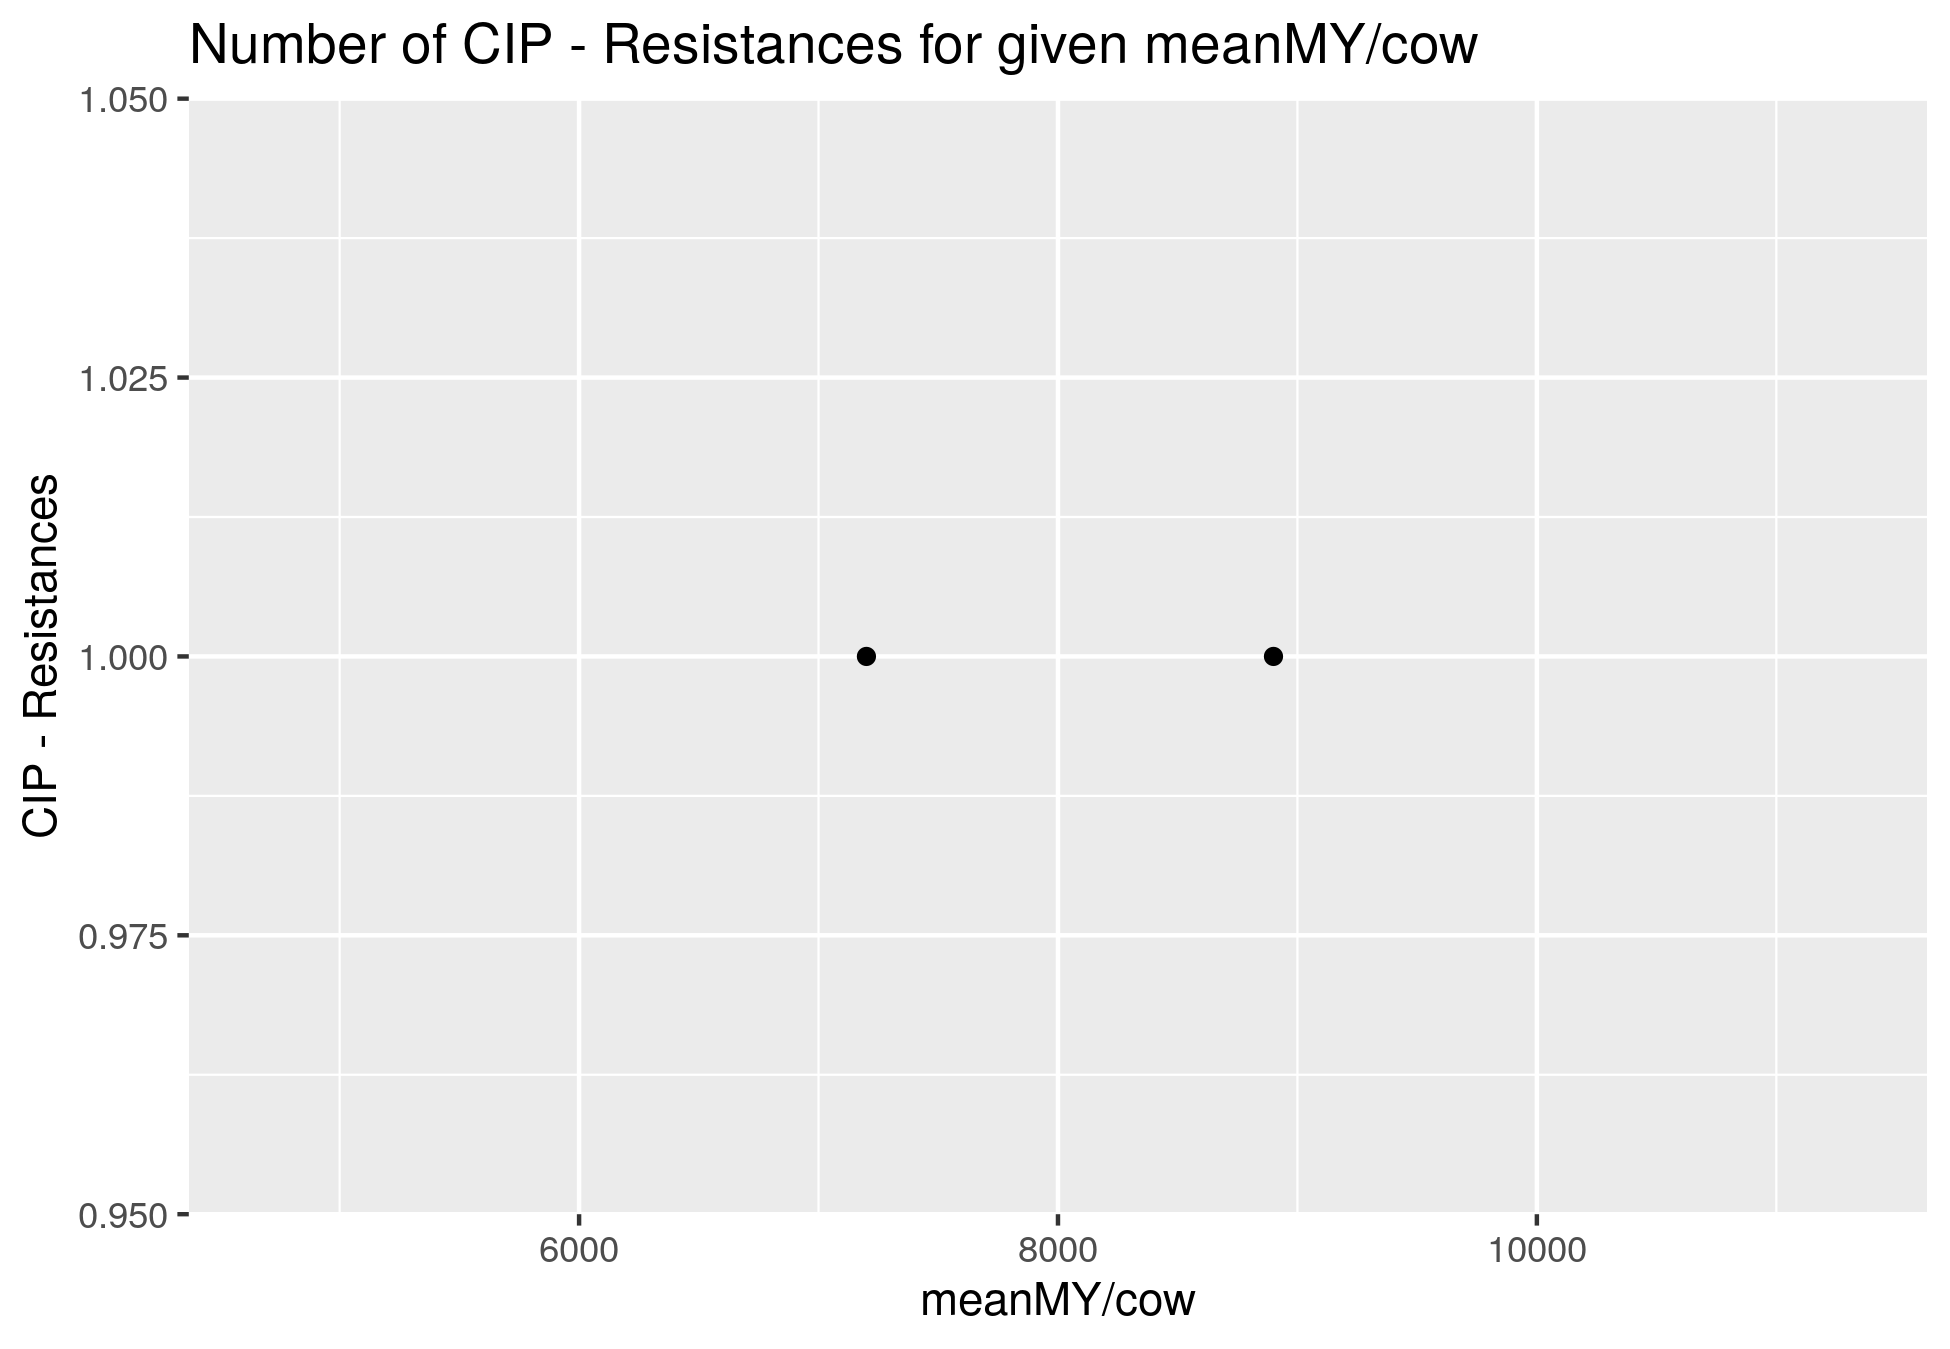 Number of CIP - Resistances for given meanMY/cow
1.050
1.025
1.000
0.975
0.950
CIP - Resistances
6000 8000 10000
meanMY/cow